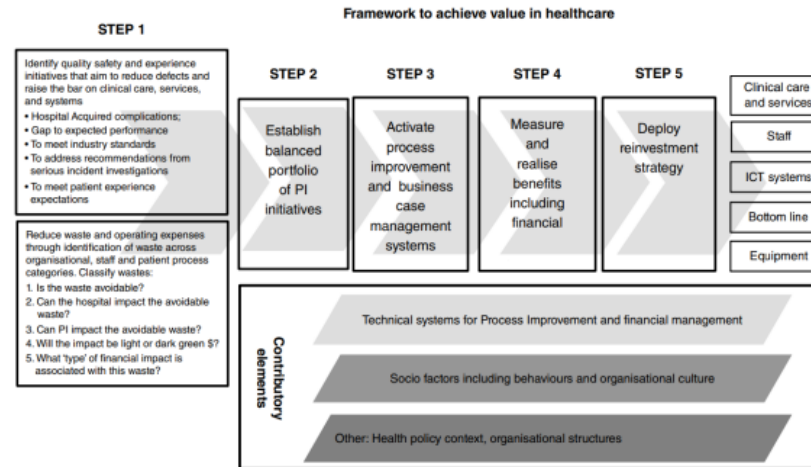 Framework to achieve value in healthcare
STEP 1
Identify quality safety and experience
initiatives that aim to reduce defects and
raise the bar on clinical care, services,
and systems
• Hospital Acquired complications;
• Gap to expected performance
• To meet industry standards
• To address recommendations from
serious incident investigations
• To meet patient experience
expectations
Reduce waste and operating expenses
through identification of waste across
organisational, staff and patient process
categories. Classify wastes:
1. Is the waste avoidable?
2. Can the hospital impact the avoidable
waste?
3. Can PI impact the avoidable waste?
4. Will the impact be light or dark green $?
5. What 'type' of financial impact is
associated with this waste?
STEP 2
Establish
balanced
portfolio
of PI
initiatives
STEP 3
Activate
process
improvement
and business
case
management
systems
STEP 4
Measure
and
realise
benefits
including
financial
STEP 5
Deploy
reinvestment
strategy
Clinical care
and services
Staff
ICT systems
Bottom line
Equipment
Contributory
elements
Technical systems for Process Improvement and financial management
Socio factors including behaviours and organisational culture
Other: Health policy context, organisational structures